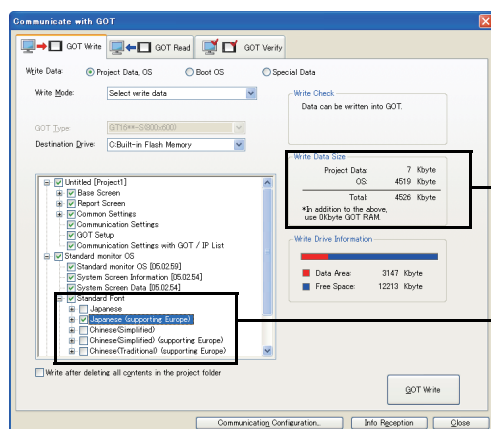 Communicate with GOT
GOT Write
GOT Read
GOT Verify
Write Data:
Project Data, OS
Boot OS
Special Data
Write Mode:
Select write data
GOT Type:
GT16**-S(800x600)
Destination Drive:
C:Built-in Flash Memory
Write Check
Data can be written into GOT.
Write Data Size
Project Data: 7 Kbyte
OS: 4519 Kbyte
Total: 4526 Kbyte
*In addition to the above,
use 0Kbyte GOT RAM.
Write Drive Information
Data Area: 3147 Kbyte
Free Space: 12213 Kbyte
Untitled [Project1]
Base Screen
Report Screen
Common Settings
Communication Settings
GOT Setup
Communication Settings with GOT / IP List
Standard monitor OS
Standard monitor OS [05.02.59]
System Screen Information [05.02.54]
System Screen Data [05.02.54]
Standard Font
Japanese
Japanese (supporting Europe)
Chinese(Simplified)
Chinese(Simplified) (supporting Europe)
Chinese(Traditional) (supporting Europe)
Write after deleting all contents in the project folder
GOT Write
Communication Configuration...
Info Reception
Close